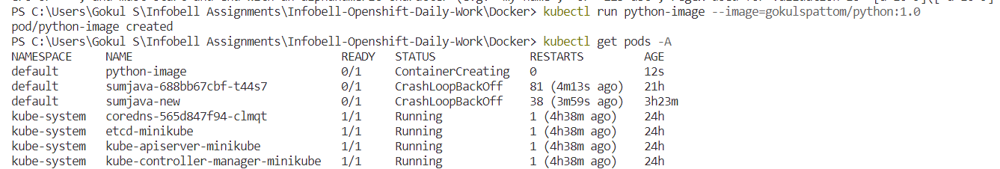 PS C:\Users\Gokul S\Infobell Assignments\Infobell-Openshift-Daily-Work\Docker> kubectl run python-image --image=gokulspattom/python:1.0
pod/python-image created
PS C:\Users\Gokul S\Infobell Assignments\Infobell-Openshift-Daily-Work\Docker> kubectl get pods -A
NAMESPACE     NAME                               READY   STATUS              RESTARTS         AGE
default       python-image                       0/1     ContainerCreating   0                12s
default       sumjava-688bb67cbf-t44s7           0/1     CrashLoopBackOff    81 (4m13s ago)   21h
default       sumjava-new                        0/1     CrashLoopBackOff    38 (3m59s ago)   3h23m
kube-system   coredns-565d847f94-clmqt           1/1     Running             1 (4h38m ago)    24h
kube-system   etcd-minikube                      1/1     Running             1 (4h38m ago)    24h
kube-system   kube-apiserver-minikube            1/1     Running             1 (4h38m ago)    24h
kube-system   kube-controller-manager-minikube   1/1     Running             1 (4h38m ago)    24h